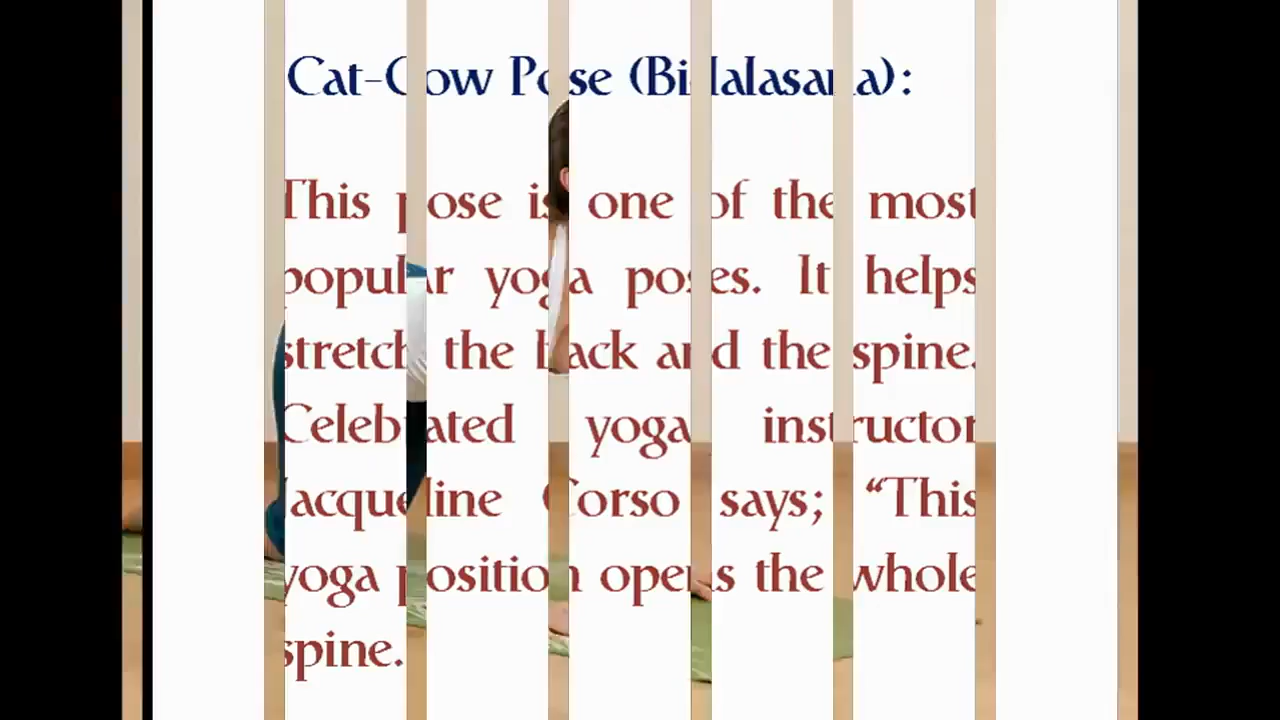 Cat-Cow Pose (Bidalasana):
This pose is one of the most
popular yoga poses. It helps
stretch the back and the spine.
Celebrated yoga instructor
Jacqueline Corso says; “This
yoga position opens the whole
spine.